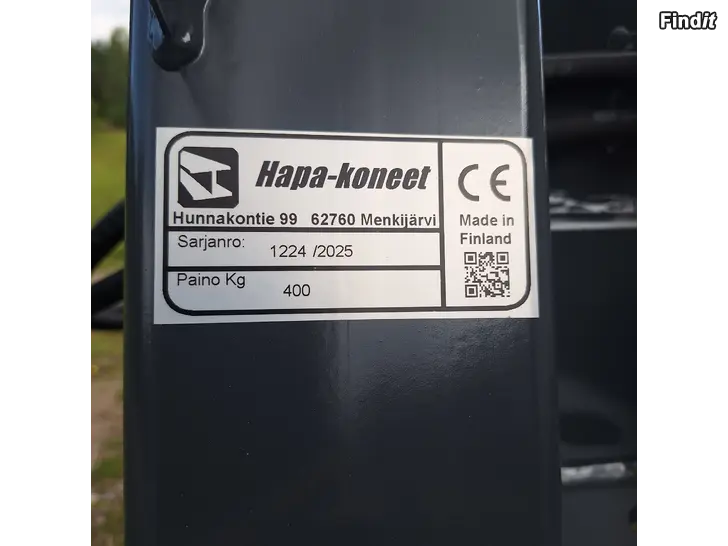 Findit
Hapa-koneet
Hunnakontie 99 62760 Menkijärvi
Sarjanro: 1224 /2025
Paino Kg 400
CE
Made in
Finland